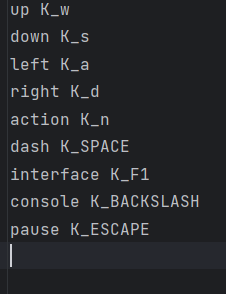 up K_w
down K_s
left K_a
right K_d
action K_n
dash K_SPACE
interface K_F1
console K_BACKSLASH
pause K_ESCAPE